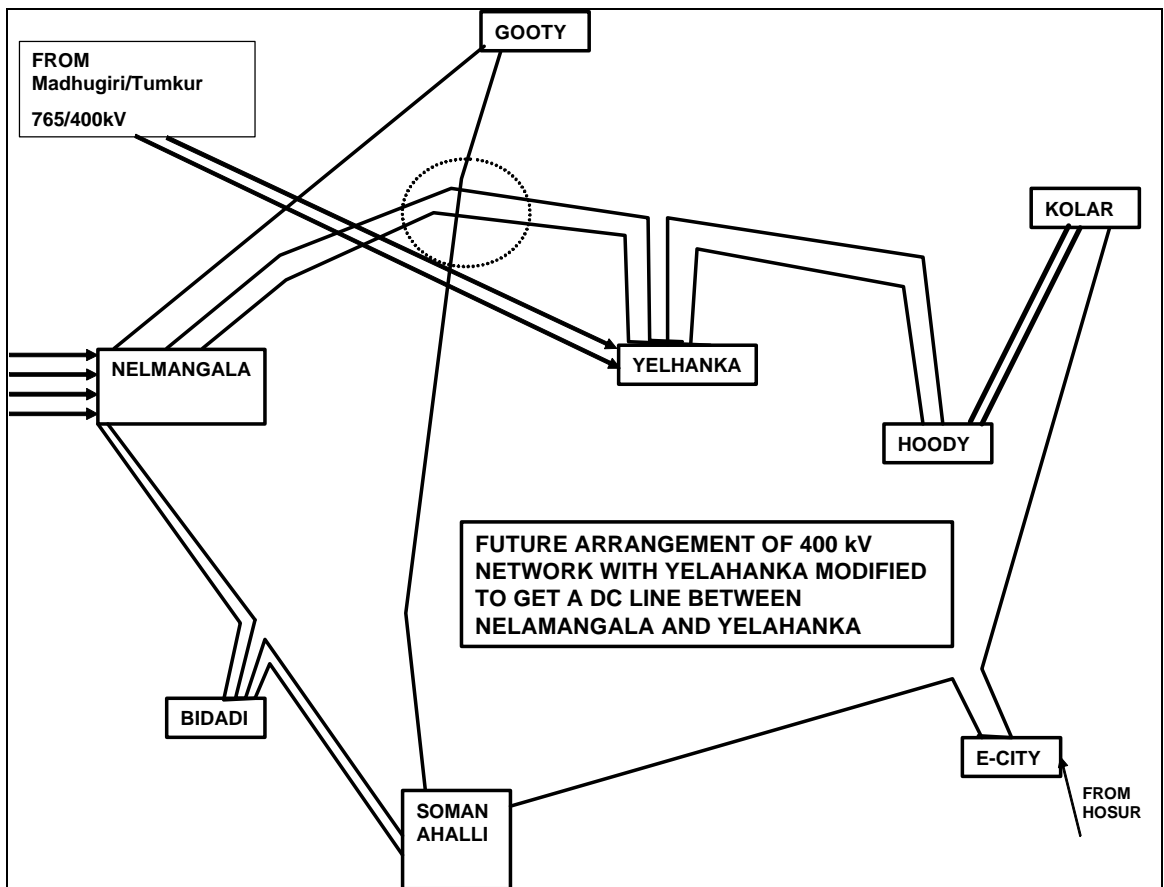 GOOTY
FROM
Madhugiri/Tumkur
765/400kV
KOLAR
NELMANGALA
YELHANKA
HOODY
FUTURE ARRANGEMENT OF 400 kV
NETWORK WITH YELAHANKA MODIFIED
TO GET A DC LINE BETWEEN
NELAMANGALA AND YELAHANKA
BIDADI
E-CITY
SOMAN
AHALLI
FROM
HOSUR